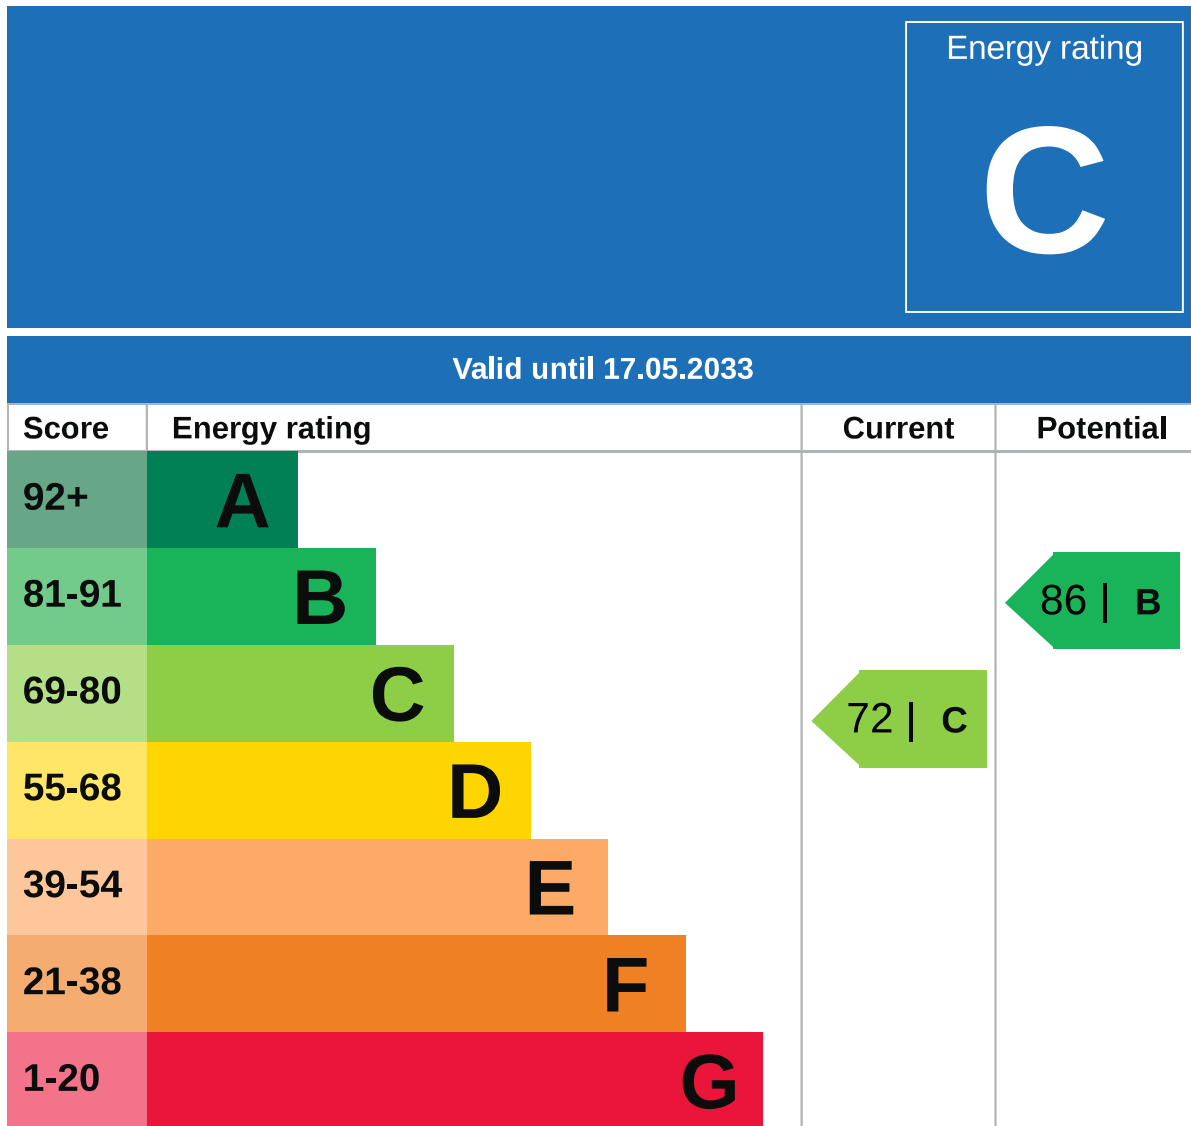 Energy rating
C
Valid until 17.05.2033
Score Energy rating Current Potential
92+ A
81-91 B
86 | B
69-80 C
72 | C
55-68 D
39-54 E
21-38 F
1-20 G